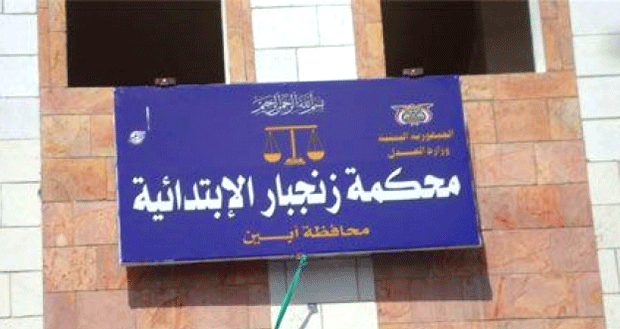 بسم الله الرحمن الرحيم
الجمهورية اليمنية
وزارة العدل
محكمة زنجبار الإبتدائية
محافظة أبين